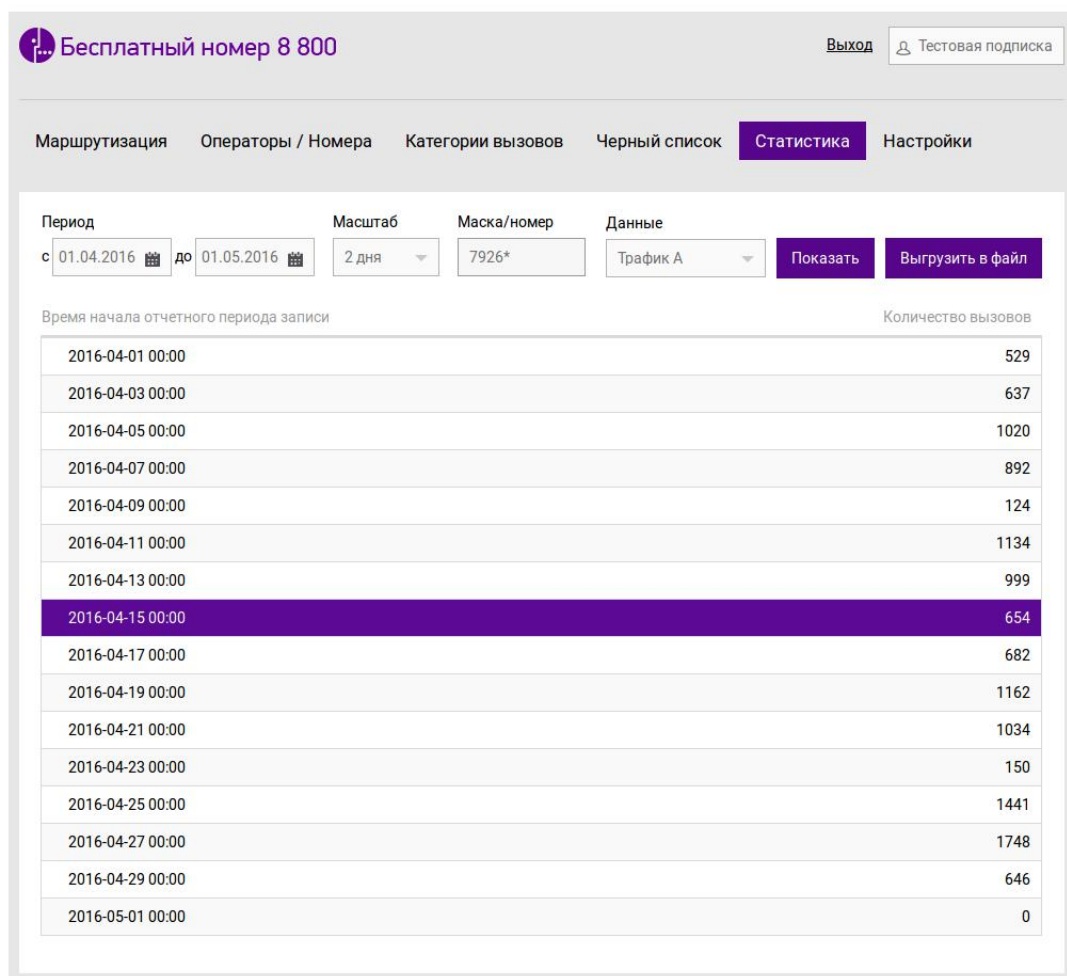 Бесплатный номер 8 800
Выход
Тестовая подписка
Маршрутизация Операторы / Номера Категории вызовов Черный список Статистика Настройки
Период Масштаб Маска/номер Данные
с 01.04.2016 до 01.05.2016 2 дня 7926* Трафик А Показать Выгрузить в файл
Время начала отчетного периода записи Количество вызовов
2016-04-01 00:00 529
2016-04-03 00:00 637
2016-04-05 00:00 1020
2016-04-07 00:00 892
2016-04-09 00:00 124
2016-04-11 00:00 1134
2016-04-13 00:00 999
2016-04-15 00:00 654
2016-04-17 00:00 682
2016-04-19 00:00 1162
2016-04-21 00:00 1034
2016-04-23 00:00 150
2016-04-25 00:00 1441
2016-04-27 00:00 1748
2016-04-29 00:00 646
2016-05-01 00:00 0